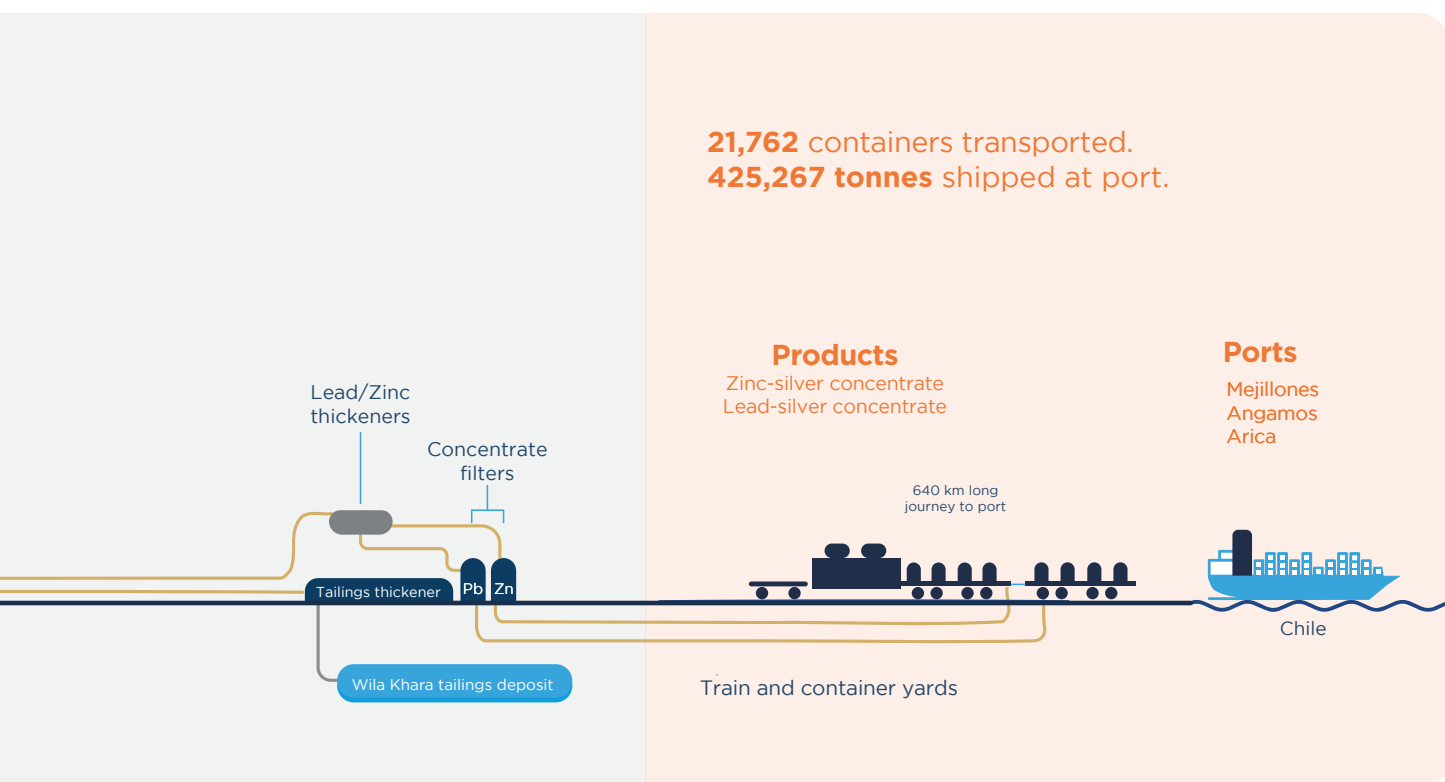 21,762 containers transported.
425,267 tonnes shipped at port.
Products
Zinc-silver concentrate
Lead-silver concentrate
Ports
Mejillones
Angamos
Arica
Lead/Zinc
thickeners
Concentrate
filters
640 km long
journey to port
Tailings thickener
Pb
Zn
Chile
Wila Khara tailings deposit
Train and container yards